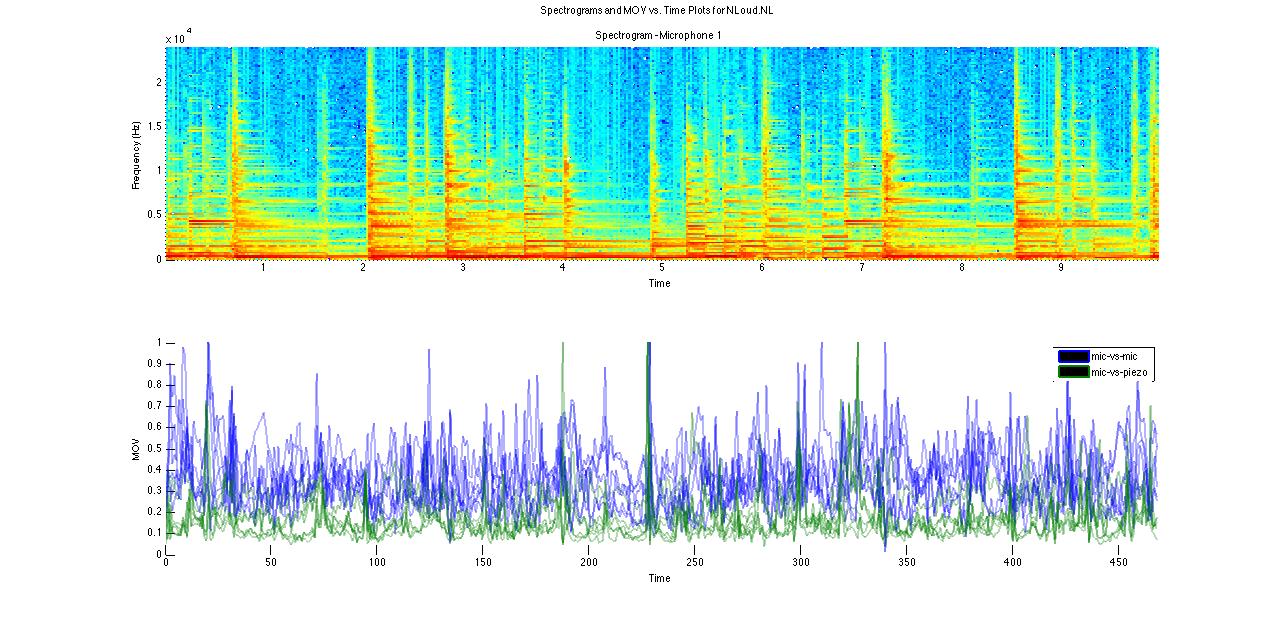 Spectrograms and MOV vs. Time Plots for NLoud.NL
Spectrogram - Microphone 1
x 10^4
2
1.5
1
0.5
0
Frequency (Hz)
1 2 3 4 5 6 7 8 9
Time
1
0.9
0.8
0.7
0.6
0.5
0.4
0.3
0.2
0.1
0
MOV
mic-vs-mic
mic-vs-piezo
0 50 100 150 200 250 300 350 400 450
Time